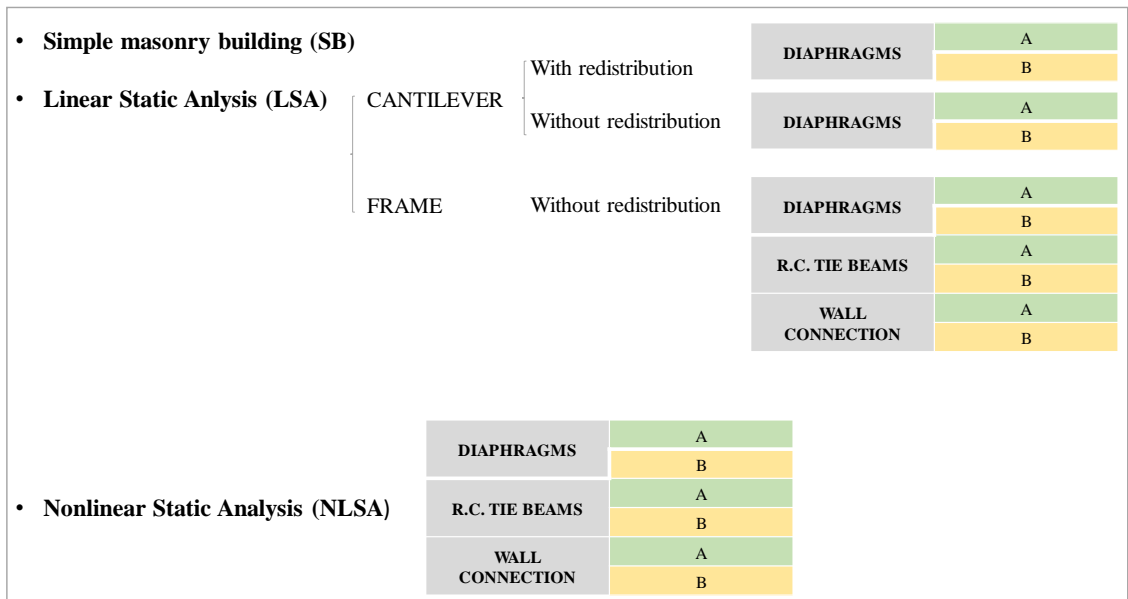 • Simple masonry building (SB)
• Linear Static Anlysis (LSA)
CANTILEVER
With redistribution
DIAPHRAGMS
A
B
Without redistribution
DIAPHRAGMS
A
B
FRAME
Without redistribution
DIAPHRAGMS
A
B
R.C. TIE BEAMS
A
B
WALL
CONNECTION
A
B
• Nonlinear Static Analysis (NLSA)
DIAPHRAGMS
A
B
R.C. TIE BEAMS
A
B
WALL
CONNECTION
A
B